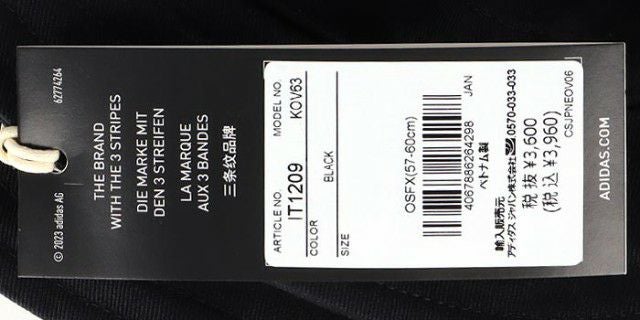 62774264
THE BRAND
WITH THE 3 STRIPES
DIE MARKE MIT
DEN 3 STREIFEN
LA MARQUE
AUX 3 BANDES
三条纹品牌
© 2023 adidas AG
ARTICLE NO.
IT1209
MODEL NO.
KOV63
COLOR
BLACK
SIZE
OSFX(57-60cm)
4067886264298
JAN
ベトナム製
輸入販売元
アディダス ジャパン株式会社 0570-033-033
税 抜 ¥3,600
(税 込 ¥3,960)
CSJPNEOV06
ADIDAS.COM